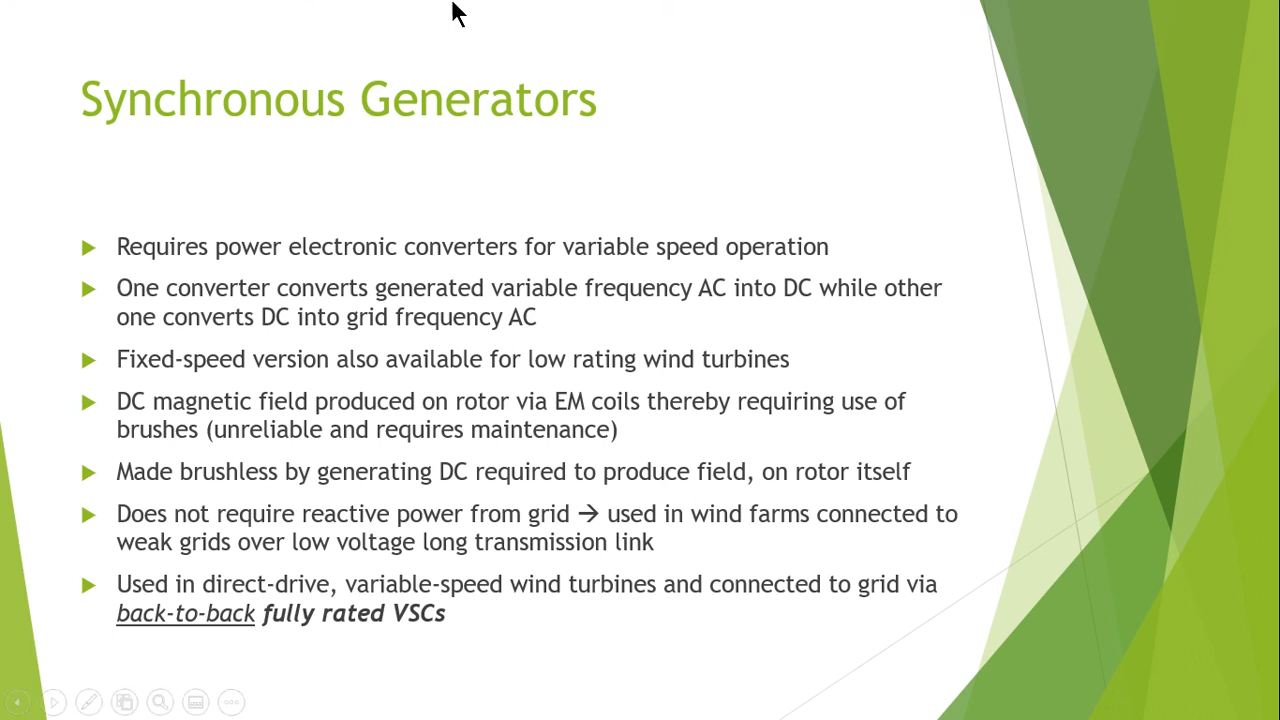 Synchronous Generators
Requires power electronic converters for variable speed operation
One converter converts generated variable frequency AC into DC while other
one converts DC into grid frequency AC
Fixed-speed version also available for low rating wind turbines
DC magnetic field produced on rotor via EM coils thereby requiring use of
brushes (unreliable and requires maintenance)
Made brushless by generating DC required to produce field, on rotor itself
Does not require reactive power from grid → used in wind farms connected to
weak grids over low voltage long transmission link
Used in direct-drive, variable-speed wind turbines and connected to grid via
back-to-back fully rated VSCs